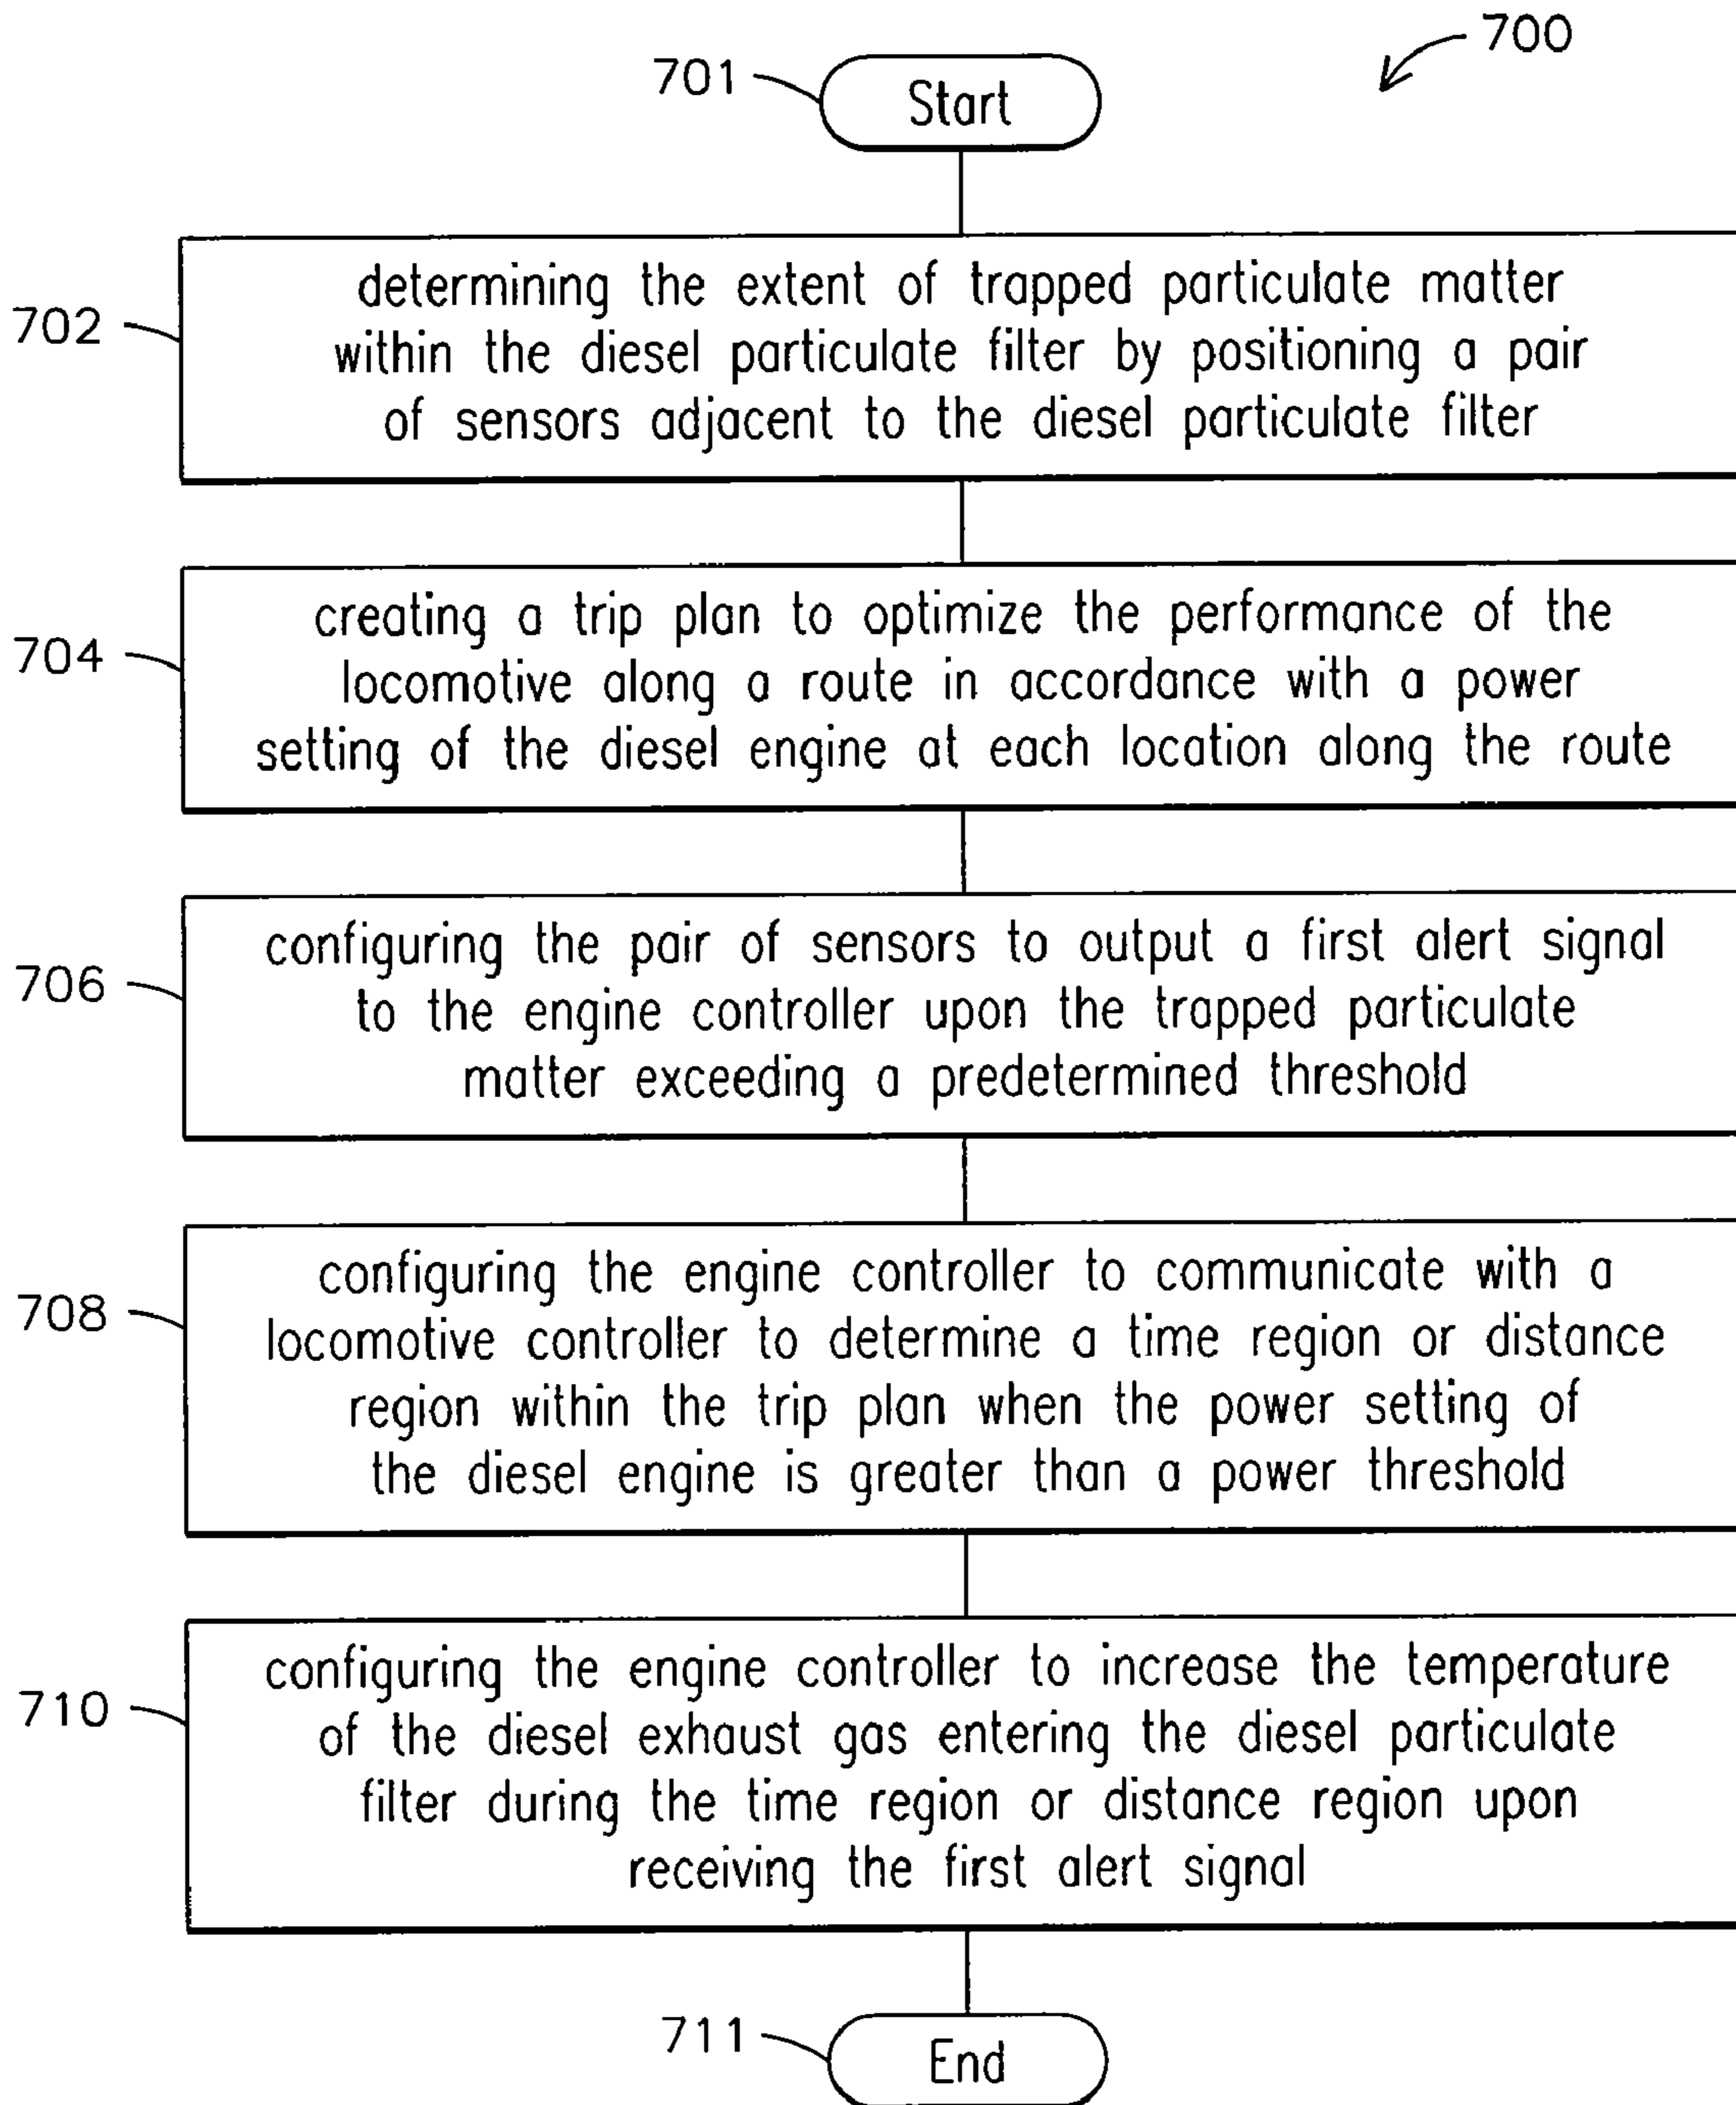 700
701
Start
702
determining the extent of trapped particulate matter
within the diesel particulate filter by positioning a pair
of sensors adjacent to the diesel particulate filter
704
creating a trip plan to optimize the performance of the
locomotive along a route in accordance with a power
setting of the diesel engine at each location along the route
706
configuring the pair of sensors to output a first alert signal
to the engine controller upon the trapped particulate
matter exceeding a predetermined threshold
708
configuring the engine controller to communicate with a
locomotive controller to determine a time region or distance
region within the trip plan when the power setting of
the diesel engine is greater than a power threshold
710
configuring the engine controller to increase the temperature
of the diesel exhaust gas entering the diesel particulate
filter during the time region or distance region upon
receiving the first alert signal
711
End